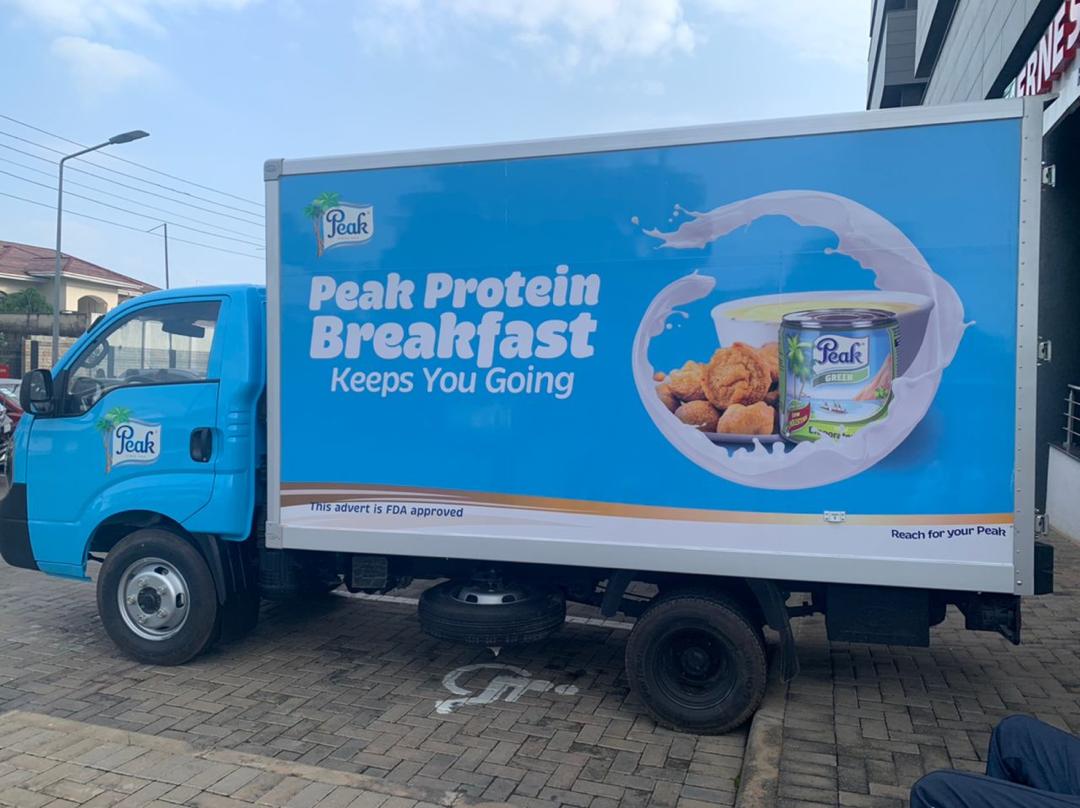 Peak
Peak Protein
Breakfast
Keeps You Going
Peak
GREEN
Peak
This advert is FDA approved
Reach for your Peak